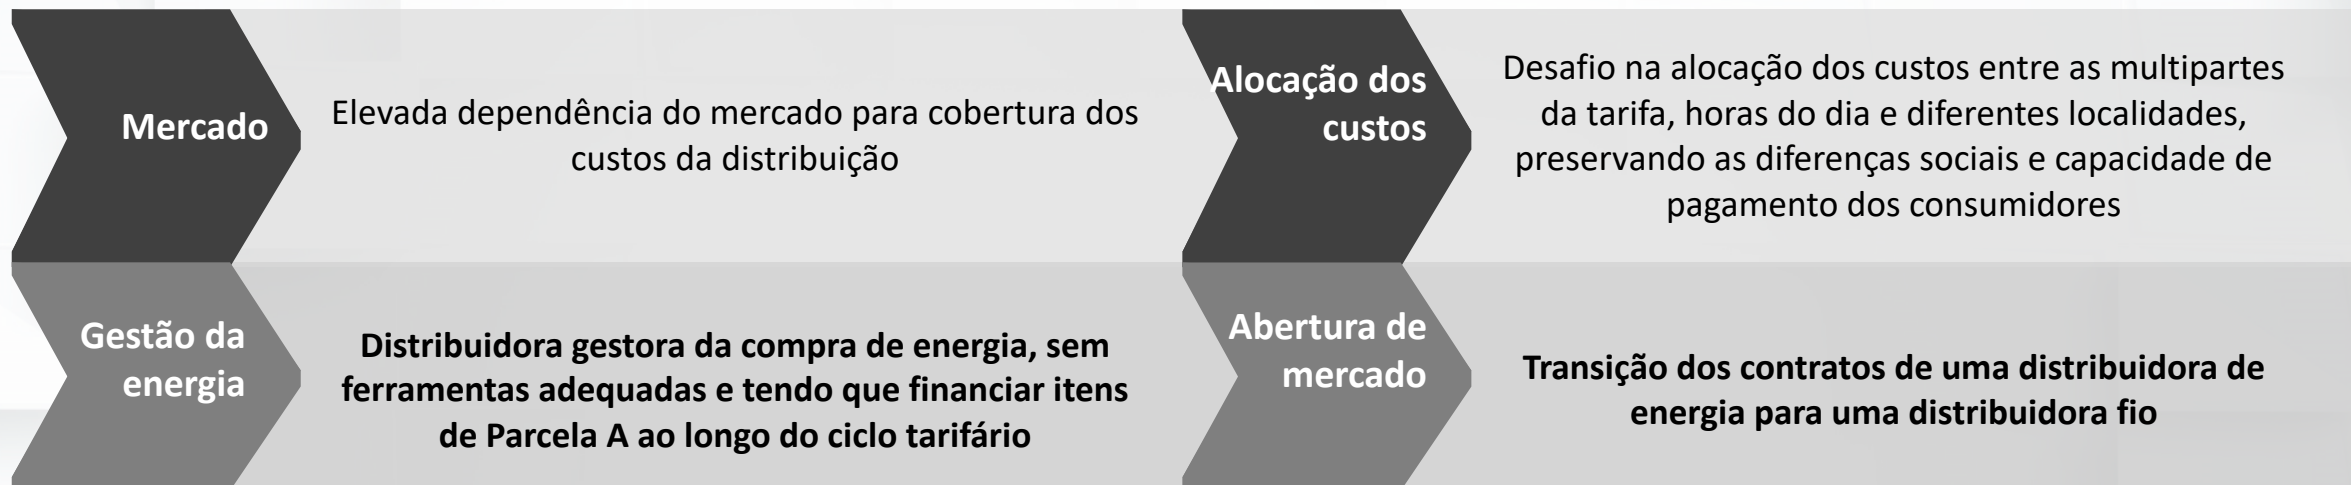 Mercado
Elevada dependência do mercado para cobertura dos
custos da distribuição
Alocação dos
custos
Desafio na alocação dos custos entre as multipartes
da tarifa, horas do dia e diferentes localidades,
preservando as diferenças sociais e capacidade de
pagamento dos consumidores
Gestão da
energia
Distribuidora gestora da compra de energia, sem
ferramentas adequadas e tendo que financiar itens
de Parcela A ao longo do ciclo tarifário
Abertura de
mercado
Transição dos contratos de uma distribuidora de
energia para uma distribuidora fio